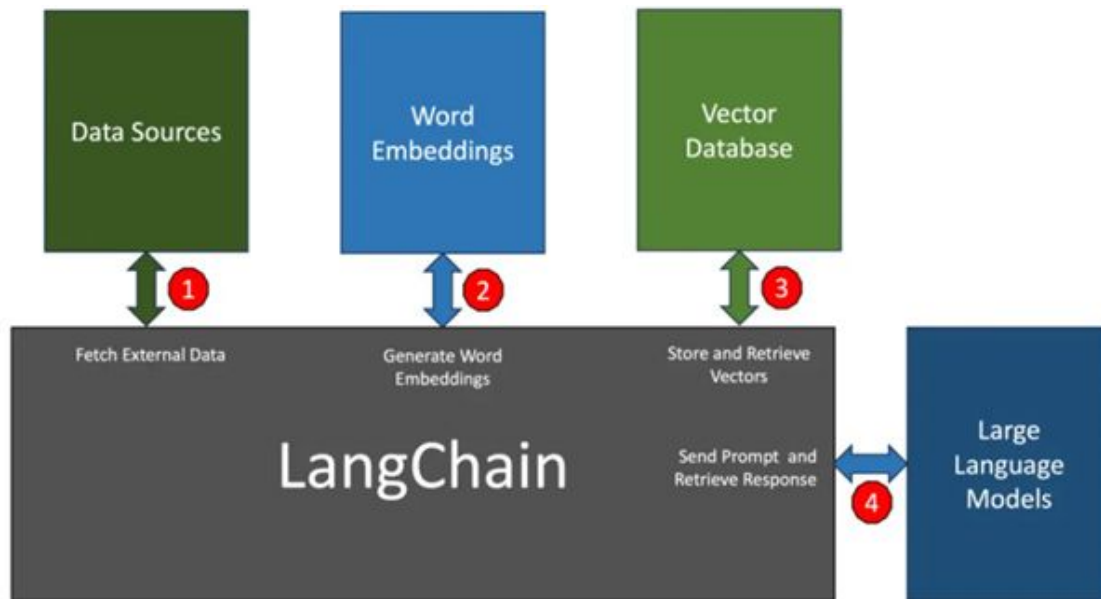 Data Sources
Word
Embeddings
Vector
Database
1
2
3
Fetch External Data
Generate Word
Embeddings
Store and Retrieve
Vectors
LangChain
Send Prompt and
Retrieve Response
4
Large
Language
Models